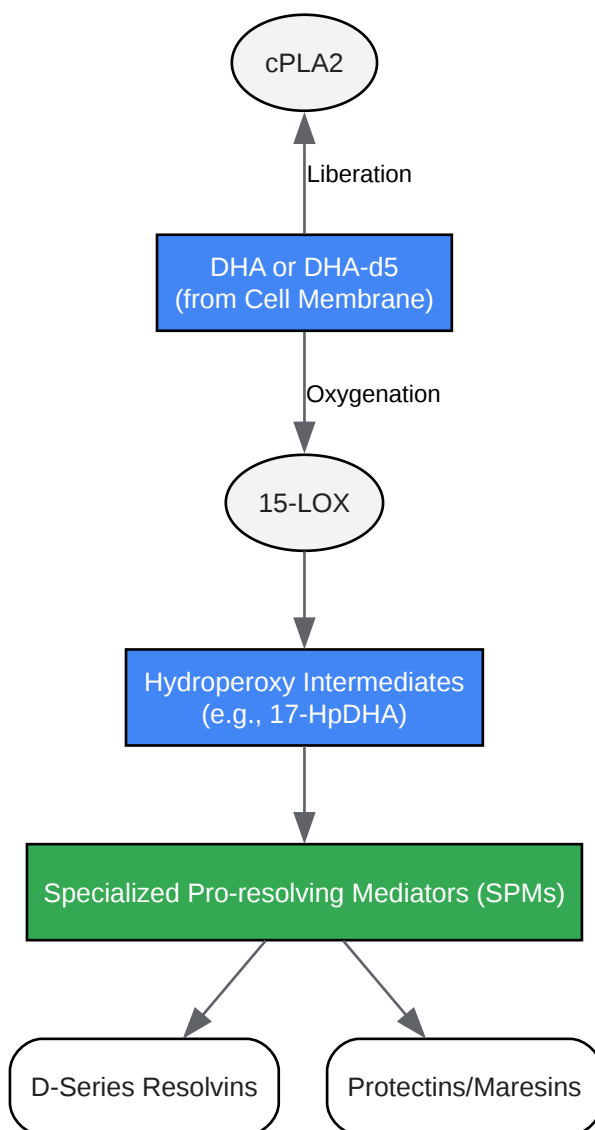 cPLA2
Liberation
DHA or DHA-d5
(from Cell Membrane)
Oxygenation
15-LOX
Hydroperoxy Intermediates
(e.g., 17-HpDHA)
Specialized Pro-resolving Mediators (SPMs)
D-Series Resolvins
Protectins/Maresins